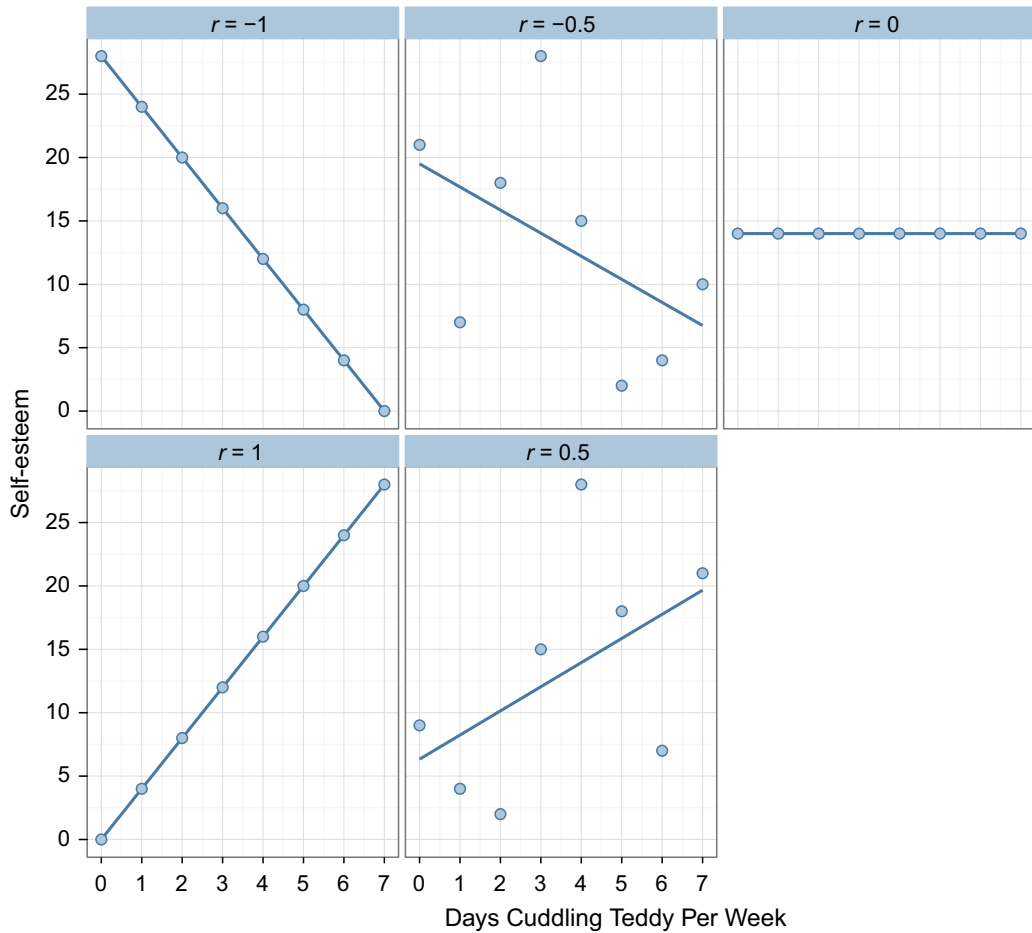 r = −1
r = −0.5
r = 0
25
20
15
10
5
0
Self-esteem
r = 1
r = 0.5
25
20
15
10
5
0
0 1 2 3 4 5 6 7
0 1 2 3 4 5 6 7
Days Cuddling Teddy Per Week